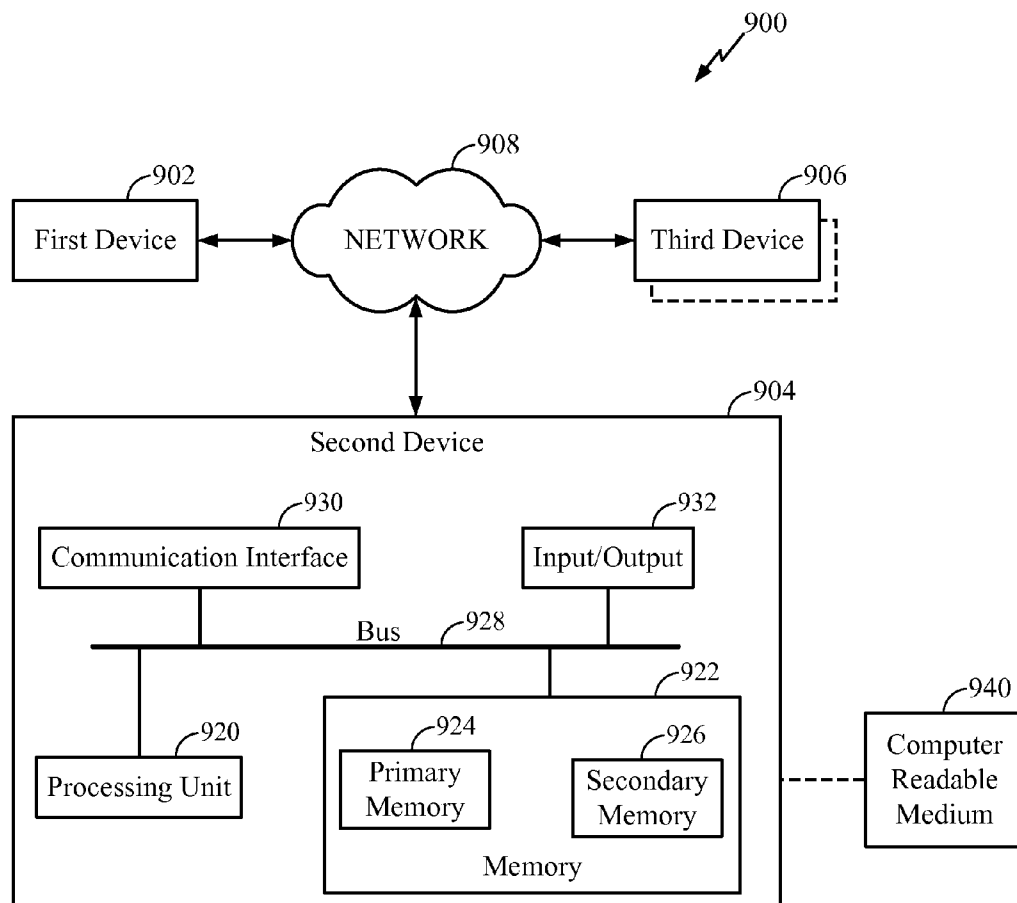 900
908
902
906
First Device
NETWORK
Third Device
904
Second Device
930
932
Communication Interface
Input/Output
Bus
928
922
940
920
924
926
Processing Unit
Primary
Memory
Secondary
Memory
Memory
Computer
Readable
Medium